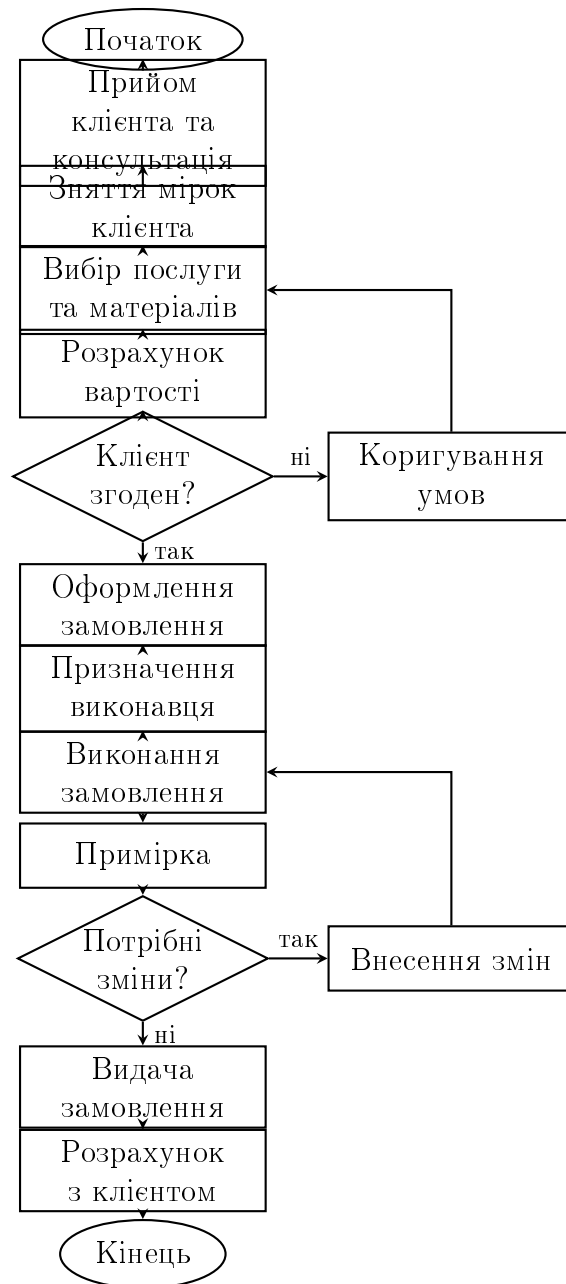 Початок
Прийом
клієнта та
консультація
Зняття мірок
клієнта
Вибір послуги
та матеріалів
Розрахунок
вартості
Клієнт
згоден?
ні
Коригування
умов
так
Оформлення
замовлення
Призначення
виконавця
Виконання
замовлення
Примірка
Потрібні
зміни?
так
Внесення змін
ні
Видача
замовлення
Розрахунок
з клієнтом
Кінець